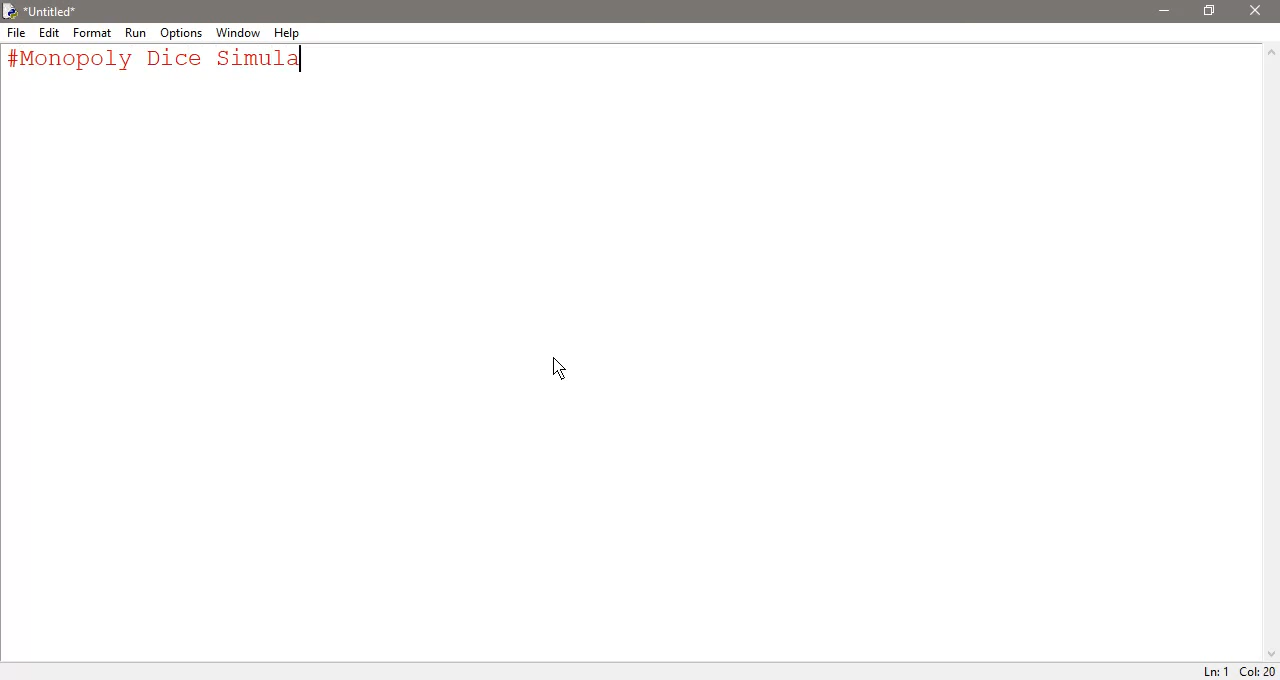 *Untitled*
File Edit Format Run Options Window Help
#Monopoly Dice Simula
Ln: 1 Col: 20